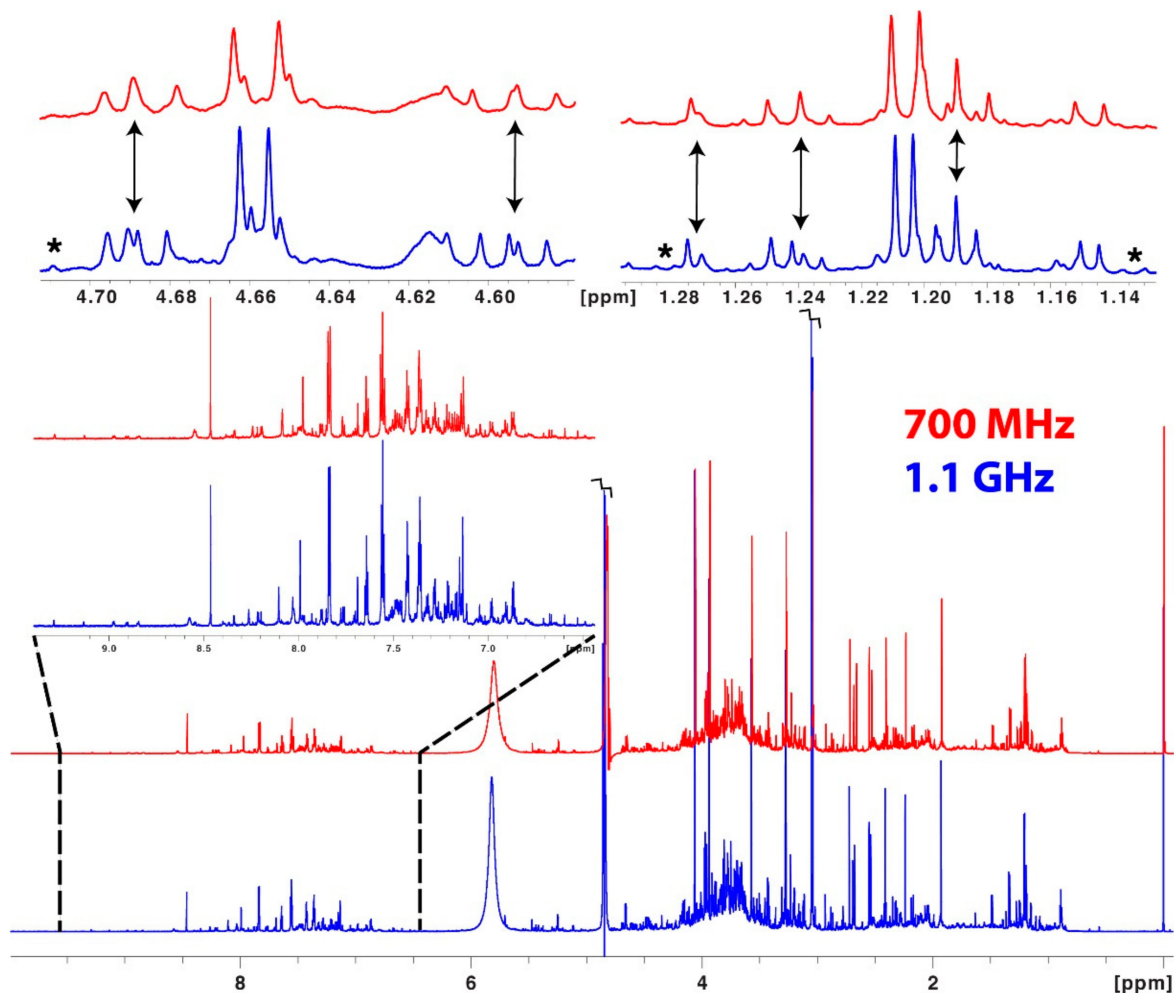 * 4.70 4.68 4.66 4.64 4.62 4.60 [ppm]
* * 1.28 1.26 1.24 1.22 1.20 1.18 1.16 1.14 [ppm]
700 MHz
1.1 GHz
9.0 8.5 8.0 7.5 7.0 [ppm]
8 6 4 2 [ppm]